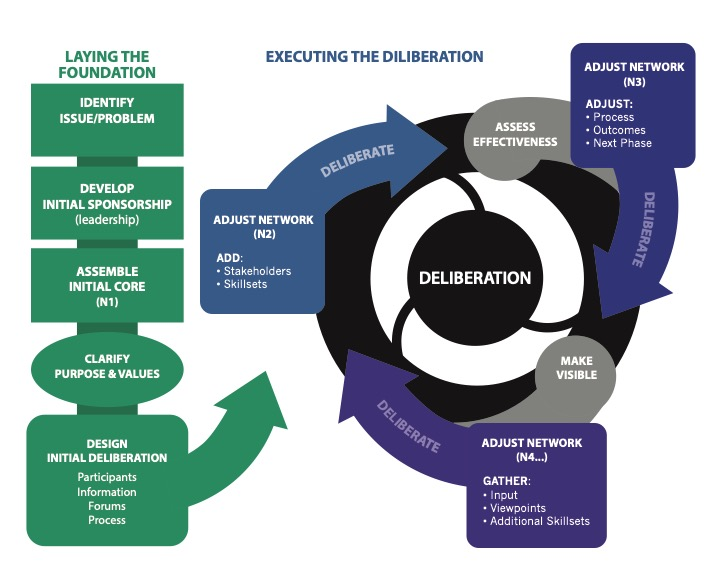 LAYING THE
FOUNDATION
IDENTIFY
ISSUE/PROBLEM
DEVELOP
INITIAL SPONSORSHIP
(leadership)
ASSEMBLE
INITIAL CORE
(N1)
CLARIFY
PURPOSE & VALUES
DESIGN
INITIAL DELIBERATION
Participants
Information
Forums
Process
EXECUTING THE DILIBERATION
ADJUST NETWORK
(N2)
ADD:
• Stakeholders
• Skillsets
DELIBERATE
ASSESS
EFFECTIVENESS
ADJUST NETWORK
(N3)
ADJUST:
• Process
• Outcomes
• Next Phase
DELIBERATE
DELIBERATION
MAKE
VISIBLE
ADJUST NETWORK
(N4...)
GATHER:
• Input
• Viewpoints
• Additional Skillsets
DELIBERATE